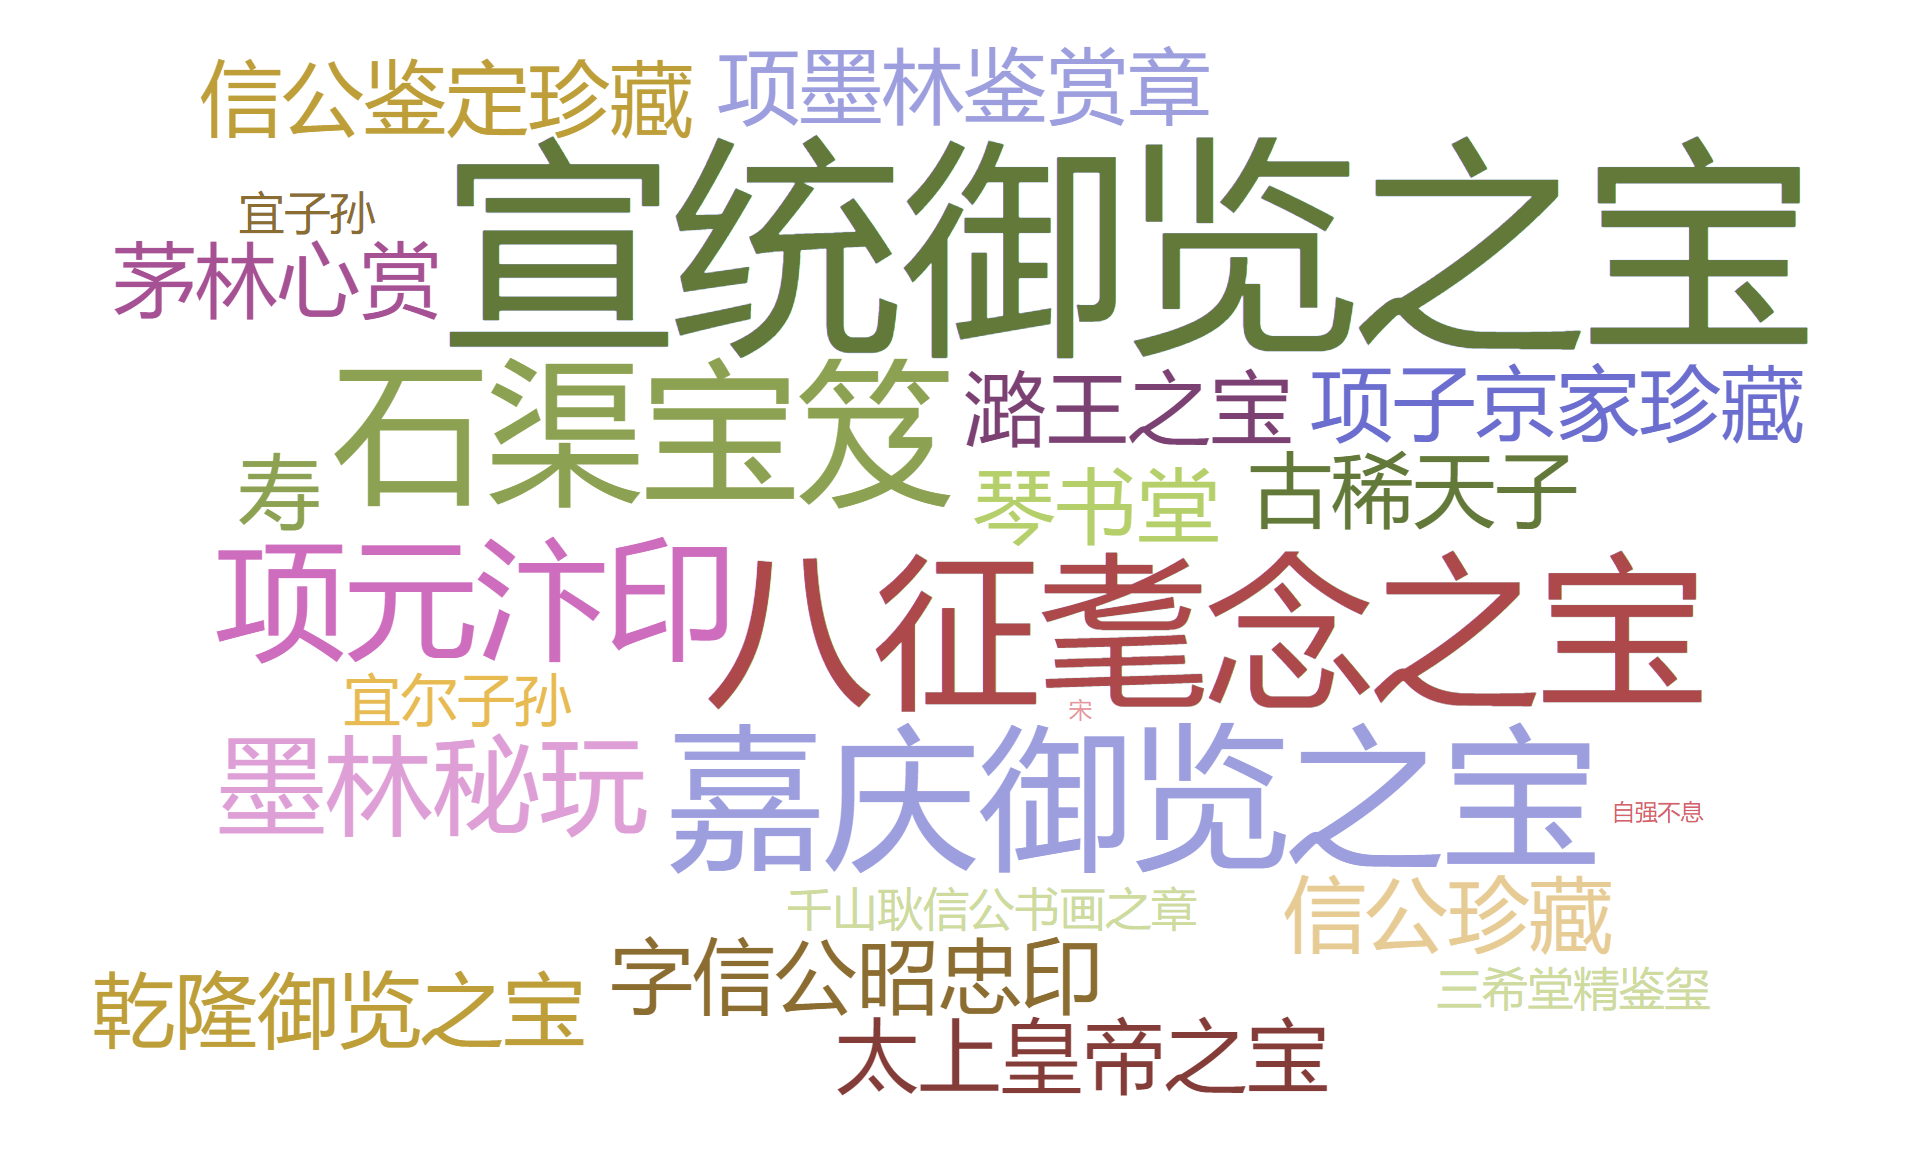 信公鉴定珍藏
项墨林鉴赏章
宣统御览之宝
宜子孙
茅林心赏
石渠宝笈
潞王之宝
项子京家珍藏
寿
琴书堂
古稀天子
项元汴印
八征耄念之宝
宜尔子孙
宋
墨林秘玩
嘉庆御览之宝
自强不息
千山耿信公书画之章
信公珍藏
字信公昭忠印
三希堂精鉴玺
乾隆御览之宝
太上皇帝之宝